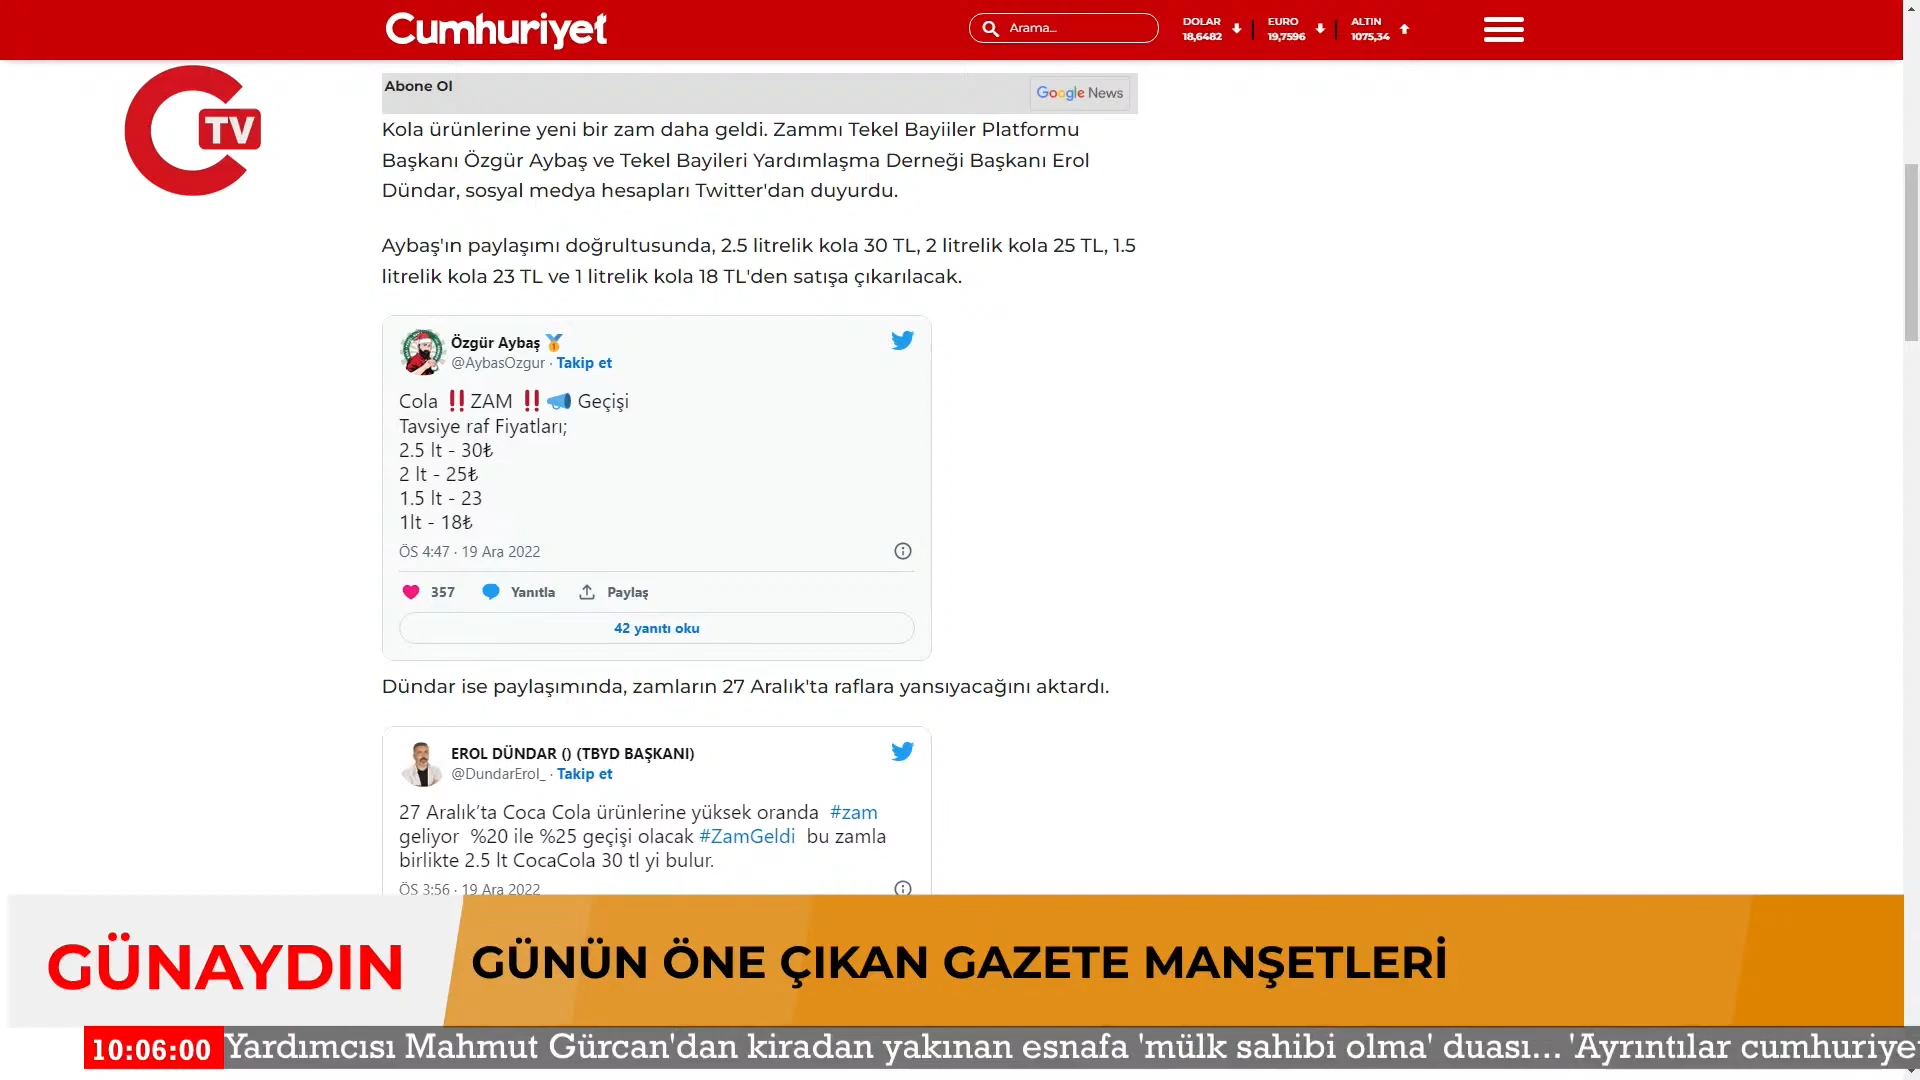 Cumhuriyet
Arama...
DOLAR
18,6482
EURO
19,7596
ALTIN
1075,34
TV
Abone Ol
Google News
Kola ürünlerine yeni bir zam daha geldi. Zammı Tekel Bayiiler Platformu
Başkanı Özgür Aybaş ve Tekel Bayileri Yardımlaşma Derneği Başkanı Erol
Dündar, sosyal medya hesapları Twitter'dan duyurdu.
Aybaş'ın paylaşımı doğrultusunda, 2.5 litrelik kola 30 TL, 2 litrelik kola 25 TL, 1.5
litrelik kola 23 TL ve 1 litrelik kola 18 TL'den satışa çıkarılacak.
Özgür Aybaş 🥇
@AybasOzgur · Takip et
Cola ‼️ZAM ‼️📣 Geçişi
Tavsiye raf Fiyatları;
2.5 lt - 30₺
2 lt - 25₺
1.5 lt - 23
1lt - 18₺
ÖS 4:47 · 19 Ara 2022
357 Yanıtla Paylaş
42 yanıtı oku
Dündar ise paylaşımında, zamların 27 Aralık'ta raflara yansıyacağını aktardı.
EROL DÜNDAR () (TBYD BAŞKANI)
@DundarErol_ · Takip et
27 Aralık’ta Coca Cola ürünlerine yüksek oranda #zam
geliyor %20 ile %25 geçişi olacak #ZamGeldi bu zamla
birlikte 2.5 lt CocaCola 30 tl yi bulur.
ÖS 3:56 · 19 Ara 2022
GÜNAYDIN
GÜNÜN ÖNE ÇIKAN GAZETE MANŞETLERİ
10:06:00 Yardımcısı Mahmut Gürcan'dan kiradan yakınan esnafa 'mülk sahibi olma' duası... 'Ayrıntılar cumhuriyet